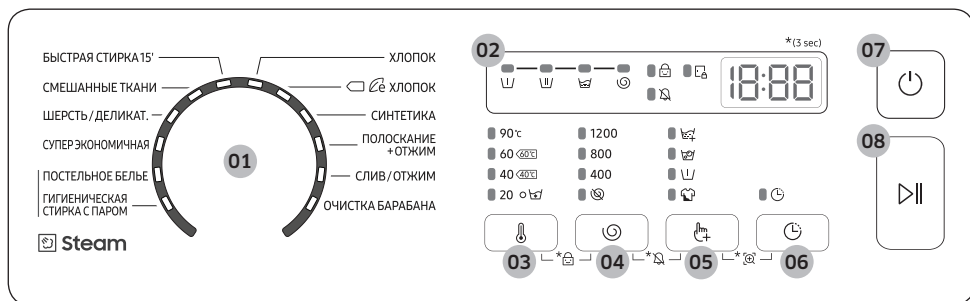 *(3 sec)
02
07
БЫСТРАЯ СТИРКА 15'
ХЛОПОК
СМЕШАННЫЕ ТКАНИ
ХЛОПОК
18:88
ШЕРСТЬ / ДЕЛИКАТ.
СИНТЕТИКА
СУПЕР ЭКОНОМИЧНАЯ
ПОЛОСКАНИЕ
+ОТЖИМ
01
ПОСТЕЛЬНОЕ БЕЛЬЕ
СЛИВ / ОТЖИМ
ГИГИЕНИЧЕСКАЯ
СТИРКА С ПАРОМ
ОЧИСТКА БАРАБАНА
Steam
90℃
1200
60 60℃
800
40 40℃
400
20
08
03
*
04
*
05
*
06